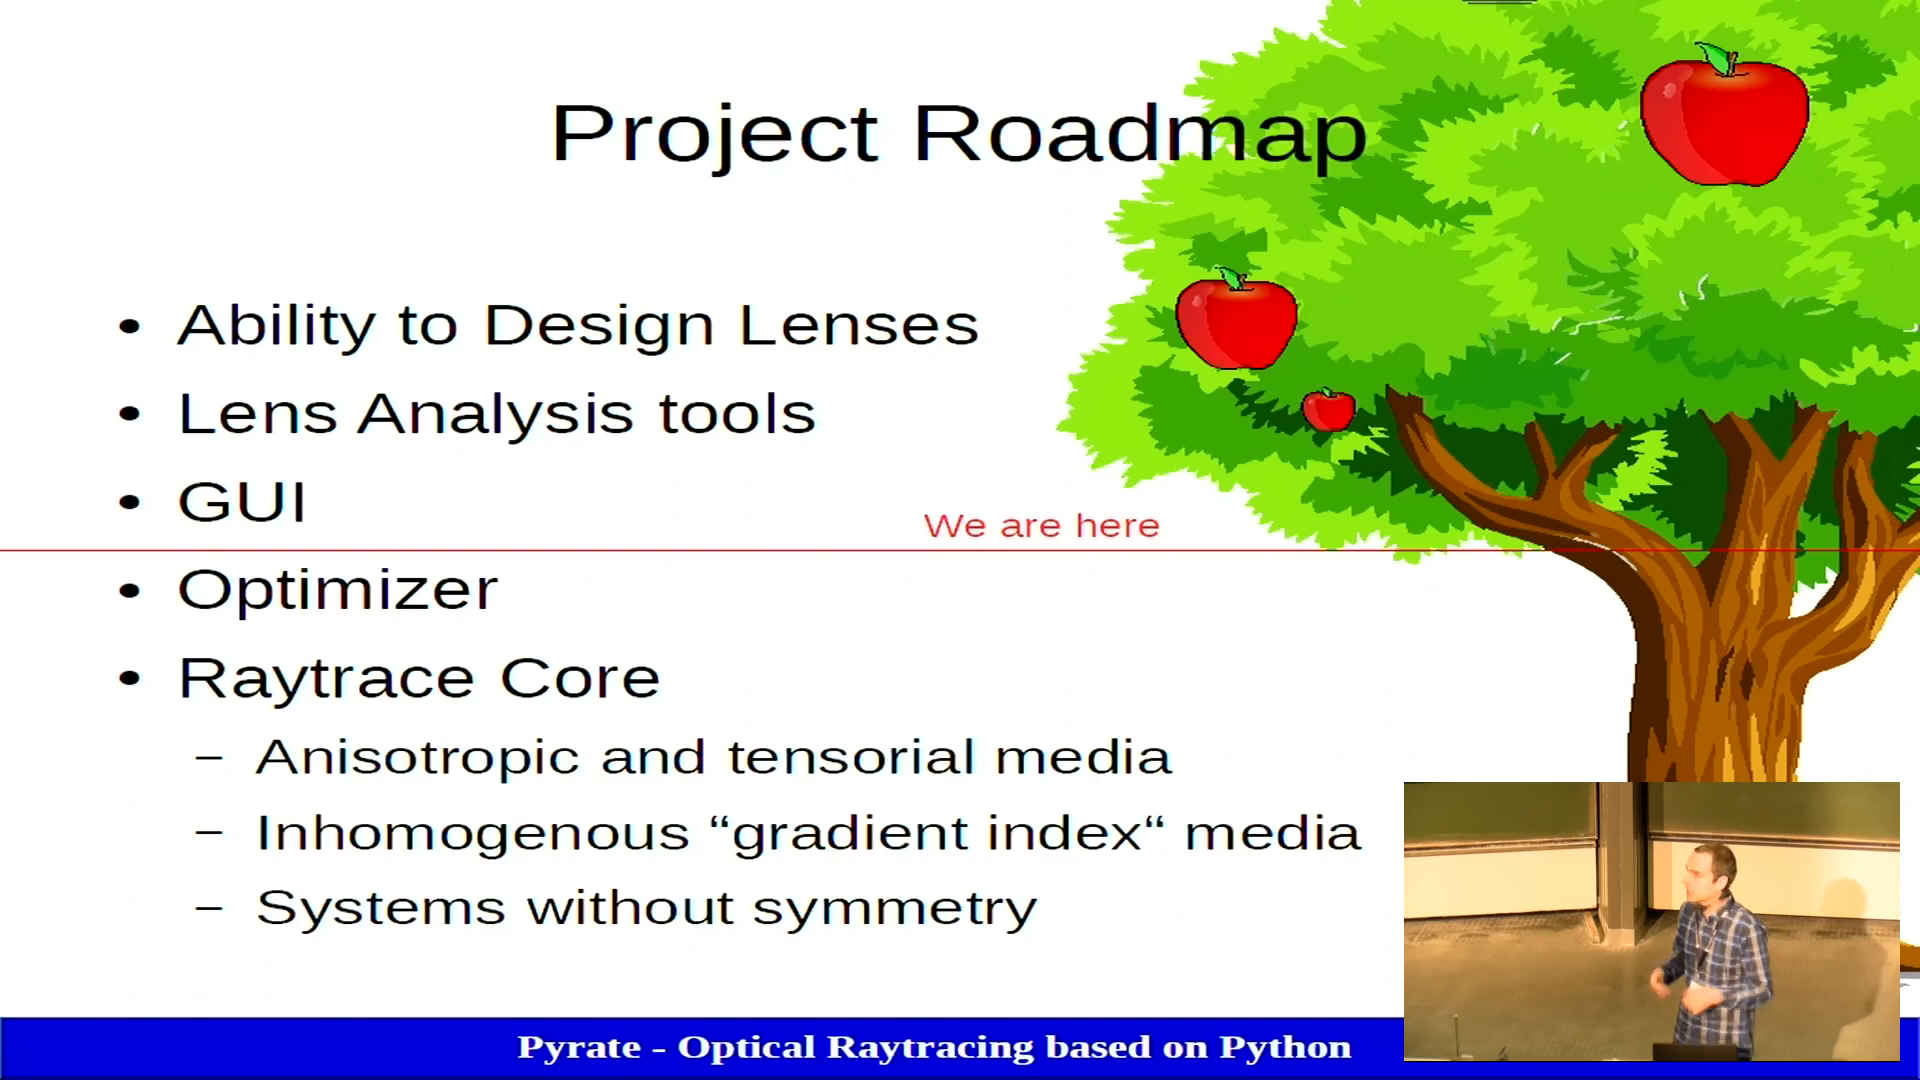 Project Roadmap
• Ability to Design Lenses
• Lens Analysis tools
• GUI
We are here
• Optimizer
• Raytrace Core
– Anisotropic and tensorial media
– Inhomogenous “gradient index“ media
– Systems without symmetry
Pyrate - Optical Raytracing based on Python